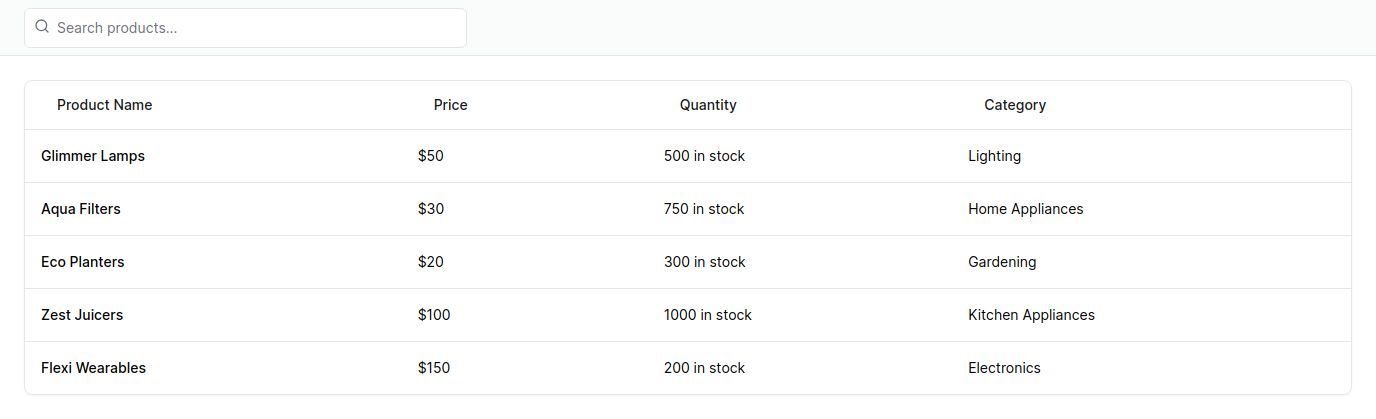 Search products...
Product Name Price Quantity Category
Glimmer Lamps $50 500 in stock Lighting
Aqua Filters $30 750 in stock Home Appliances
Eco Planters $20 300 in stock Gardening
Zest Juicers $100 1000 in stock Kitchen Appliances
Flexi Wearables $150 200 in stock Electronics